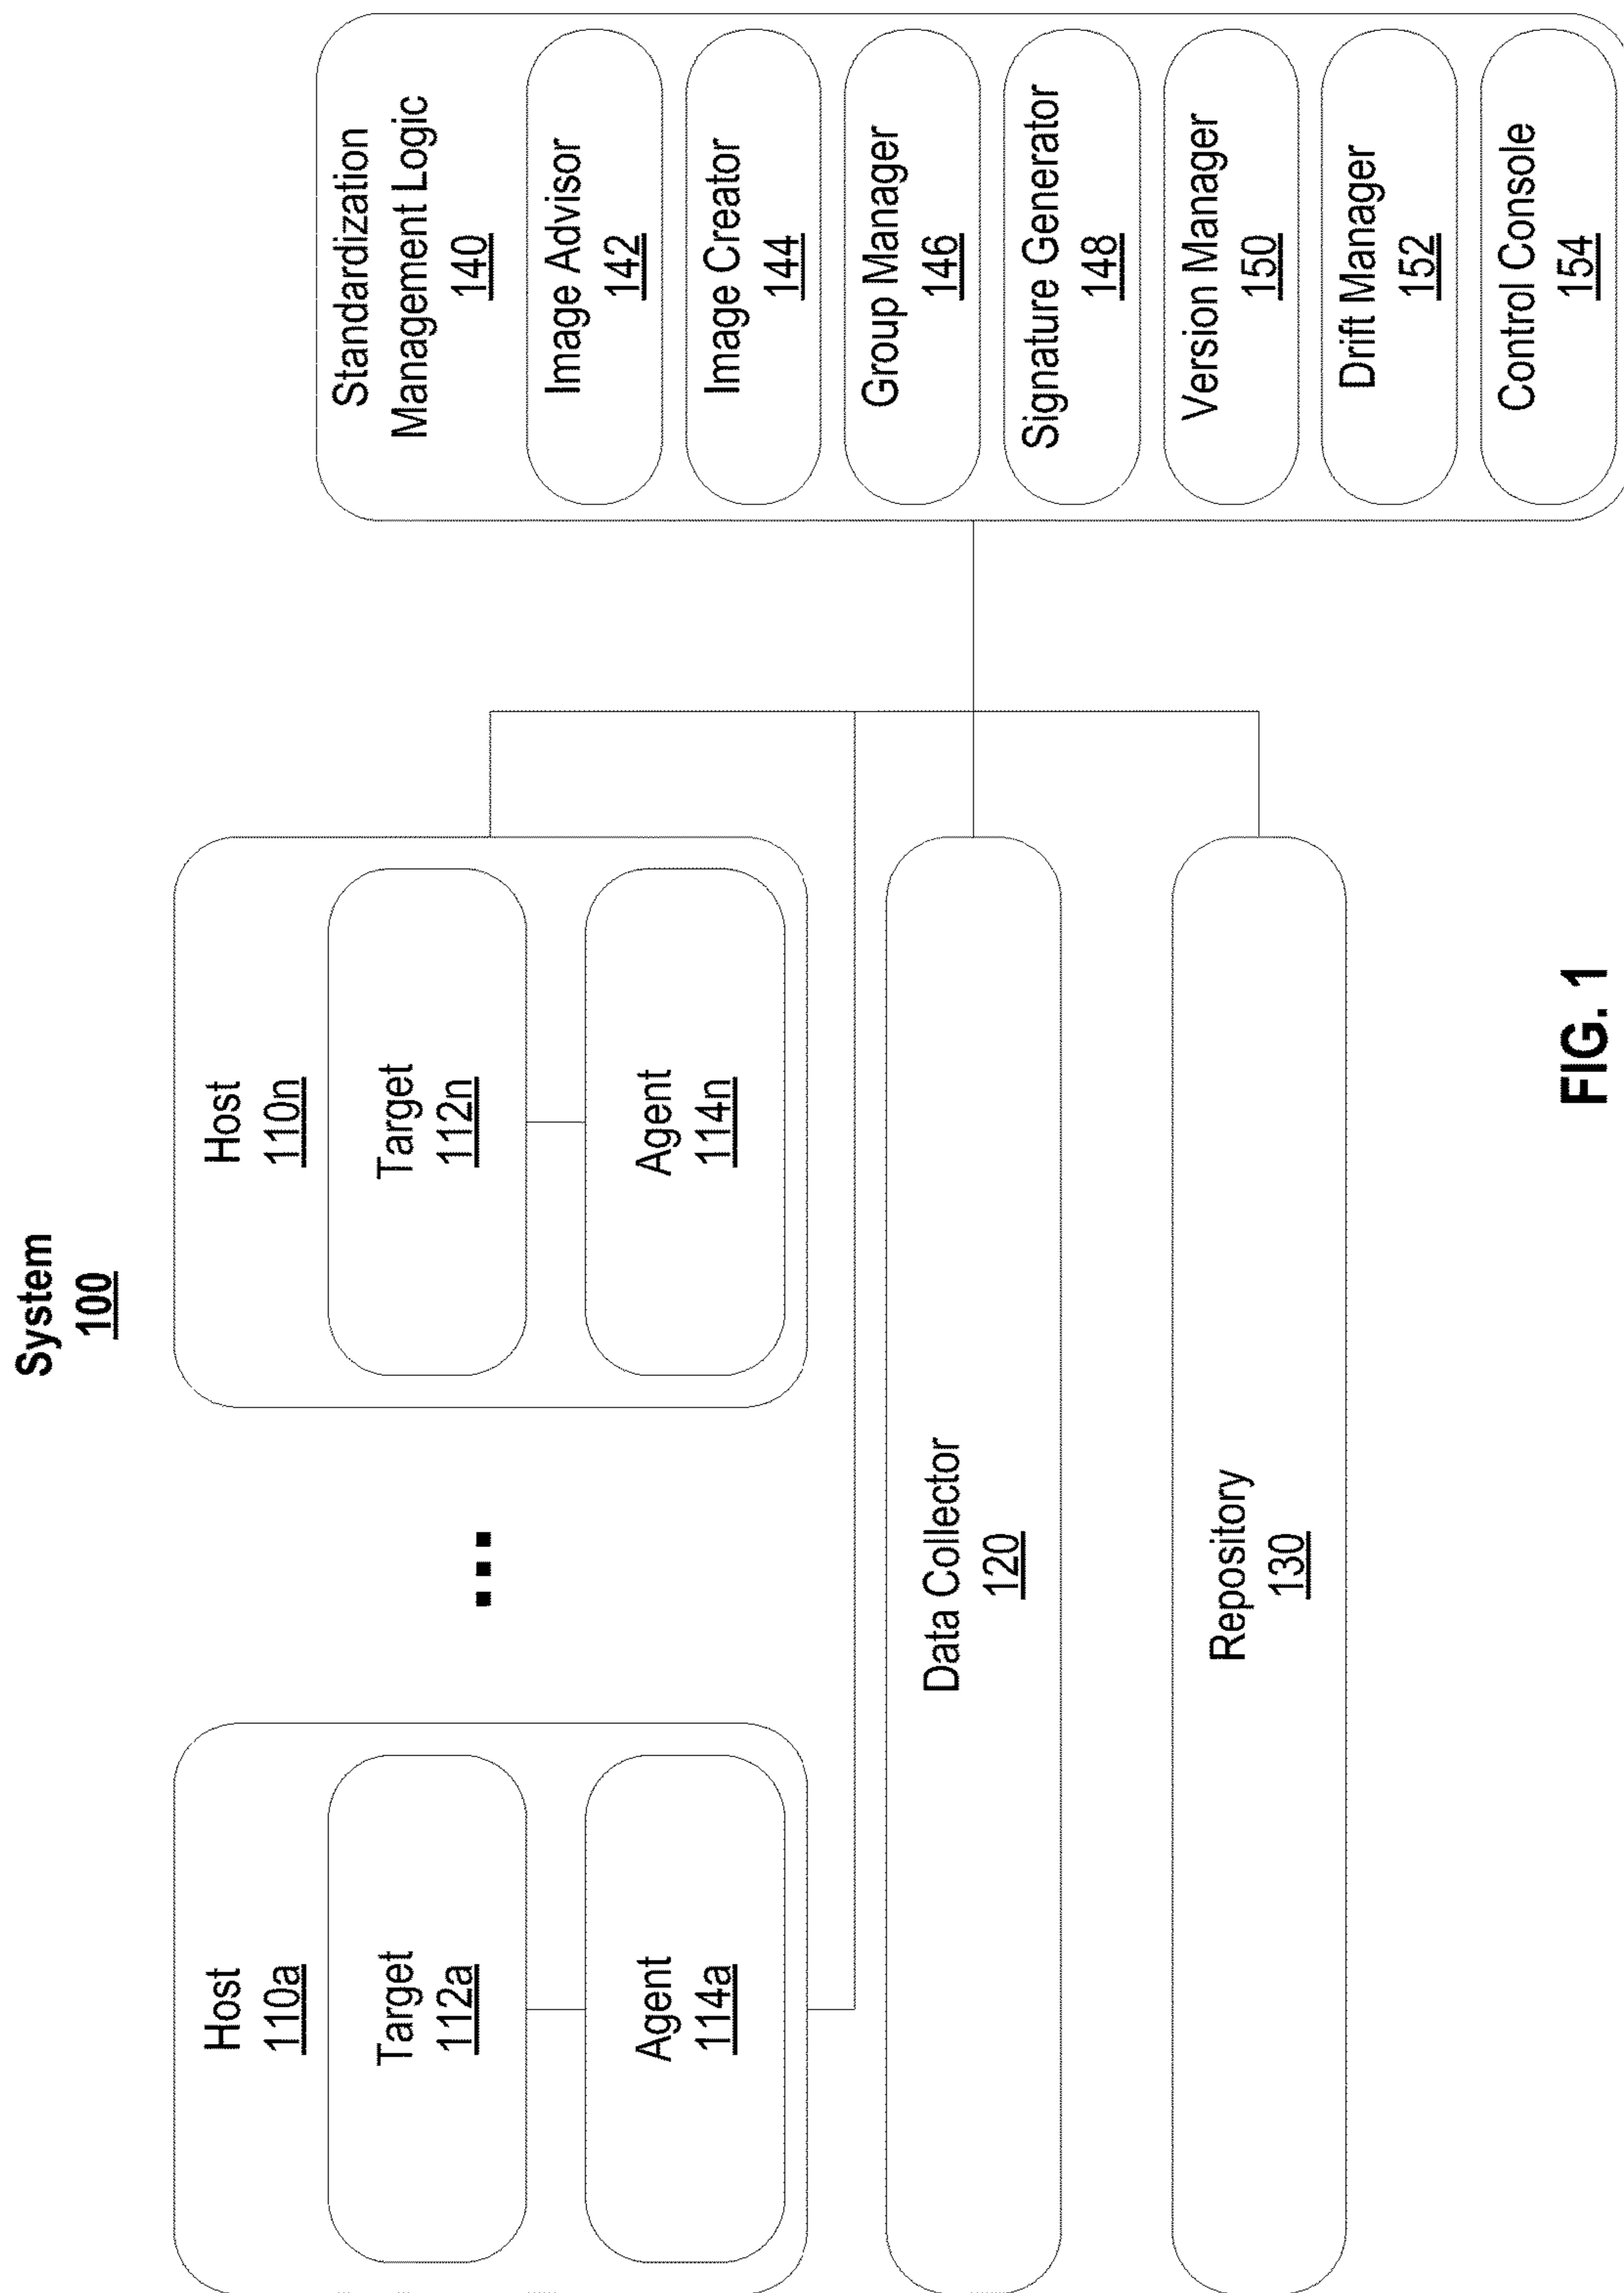 System
100
Host
110a
Target
112a
Agent
114a
...
Host
110n
Target
112n
Agent
114n
Data Collector
120
Repository
130
Standardization
Management Logic
140
Image Advisor
142
Image Creator
144
Group Manager
146
Signature Generator
148
Version Manager
150
Drift Manager
152
Control Console
154
FIG. 1